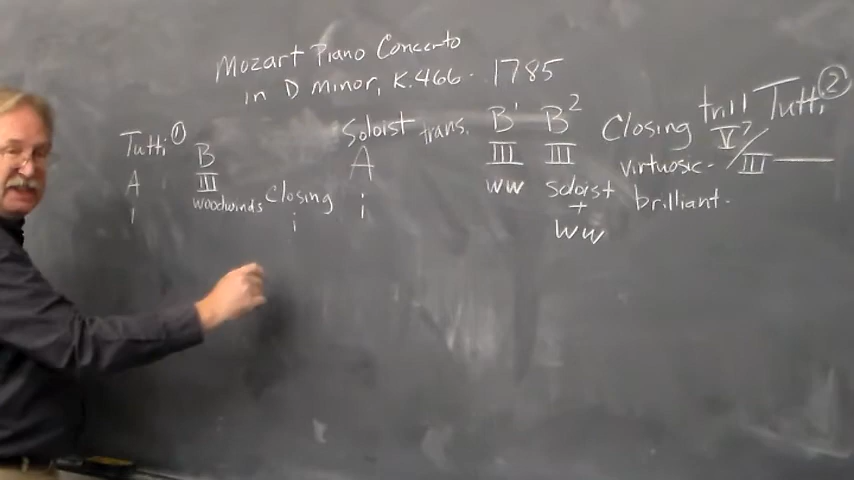 Mozart Piano Concerto
in D minor, K.466. 1785
Tutti ①
A
i
B
III
woodwinds
Closing
i
Soloist
A
i
trans.
B¹
III
ww
B²
III
soloist
+
ww
Closing
virtuosic-
brilliant.
trill
V⁷/III
Tutti ②